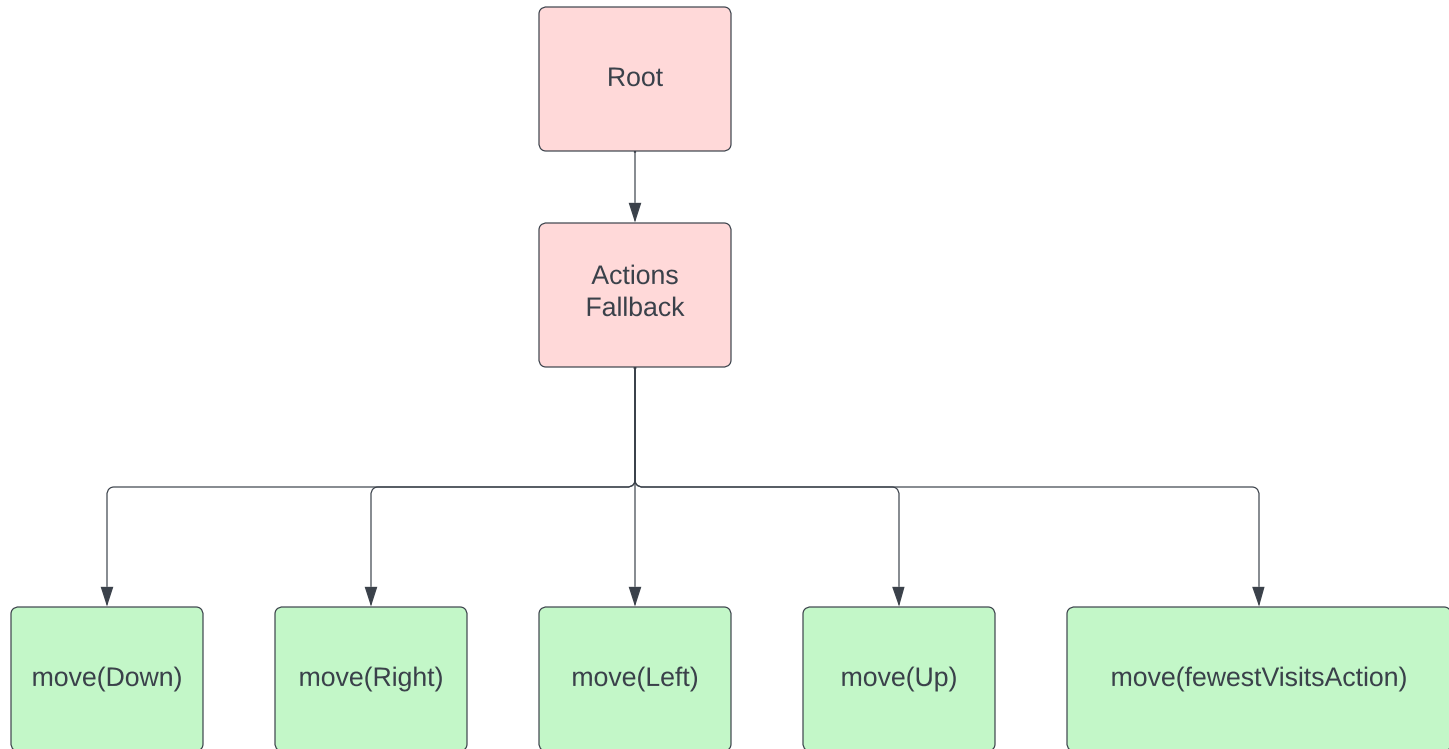 Root
Actions
Fallback
move(Down)
move(Right)
move(Left)
move(Up)
move(fewestVisitsAction)